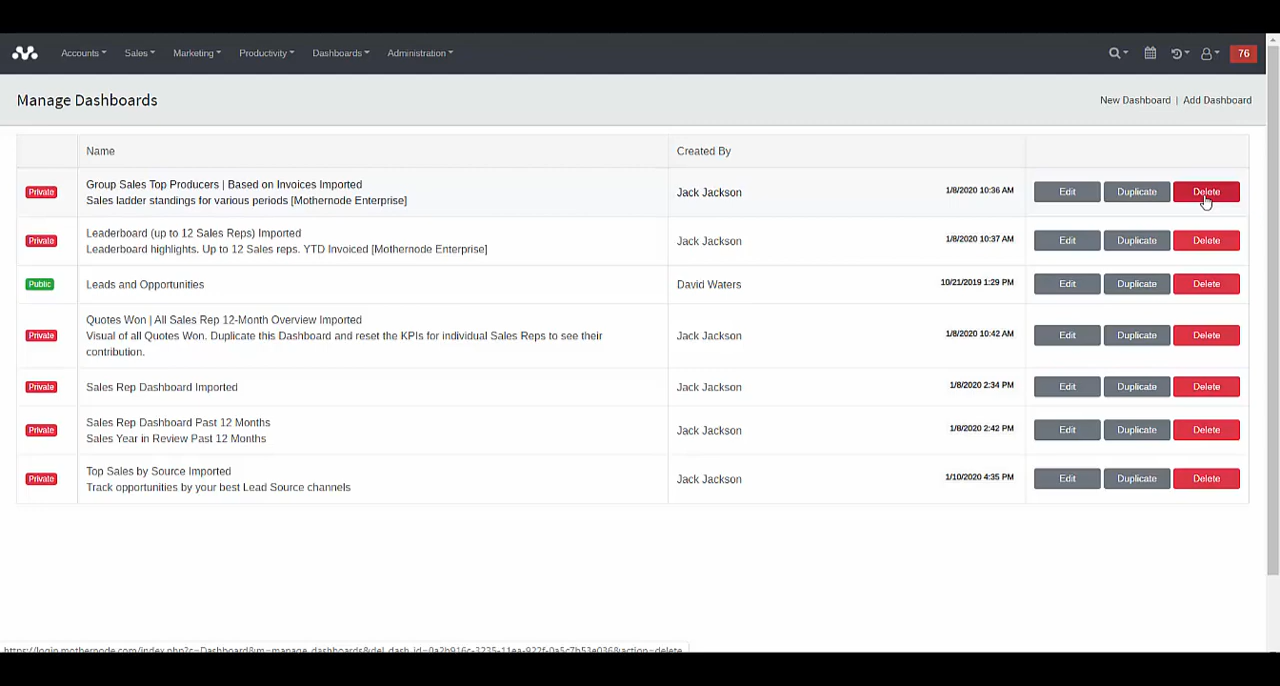 Accounts Sales Marketing Productivity Dashboards Administration 76
Manage Dashboards
New Dashboard | Add Dashboard
Name Created By
Private Group Sales Top Producers | Based on Invoices Imported
Sales ladder standings for various periods [Mothernode Enterprise]
Jack Jackson 1/8/2020 10:36 AM Edit Duplicate Delete
Private Leaderboard (up to 12 Sales Reps) Imported
Leaderboard highlights. Up to 12 Sales reps. YTD Invoiced [Mothernode Enterprise]
Jack Jackson 1/8/2020 10:37 AM Edit Duplicate Delete
Public Leads and Opportunities David Waters 10/21/2019 1:29 PM Edit Duplicate Delete
Private Quotes Won | All Sales Rep 12-Month Overview Imported
Visual of all Quotes Won. Duplicate this Dashboard and reset the KPIs for individual Sales Reps to see their
contribution.
Jack Jackson 1/8/2020 10:42 AM Edit Duplicate Delete
Private Sales Rep Dashboard Imported Jack Jackson 1/8/2020 2:34 PM Edit Duplicate Delete
Private Sales Rep Dashboard Past 12 Months
Sales Year in Review Past 12 Months
Jack Jackson 1/8/2020 2:42 PM Edit Duplicate Delete
Private Top Sales by Source Imported
Track opportunities by your best Lead Source channels
Jack Jackson 1/10/2020 4:35 PM Edit Duplicate Delete